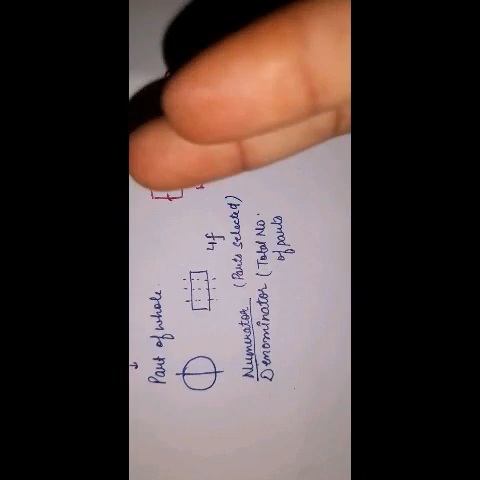 Part of whole.
4f
Numerator (Parts selected)
Denominator (Total No. of parts